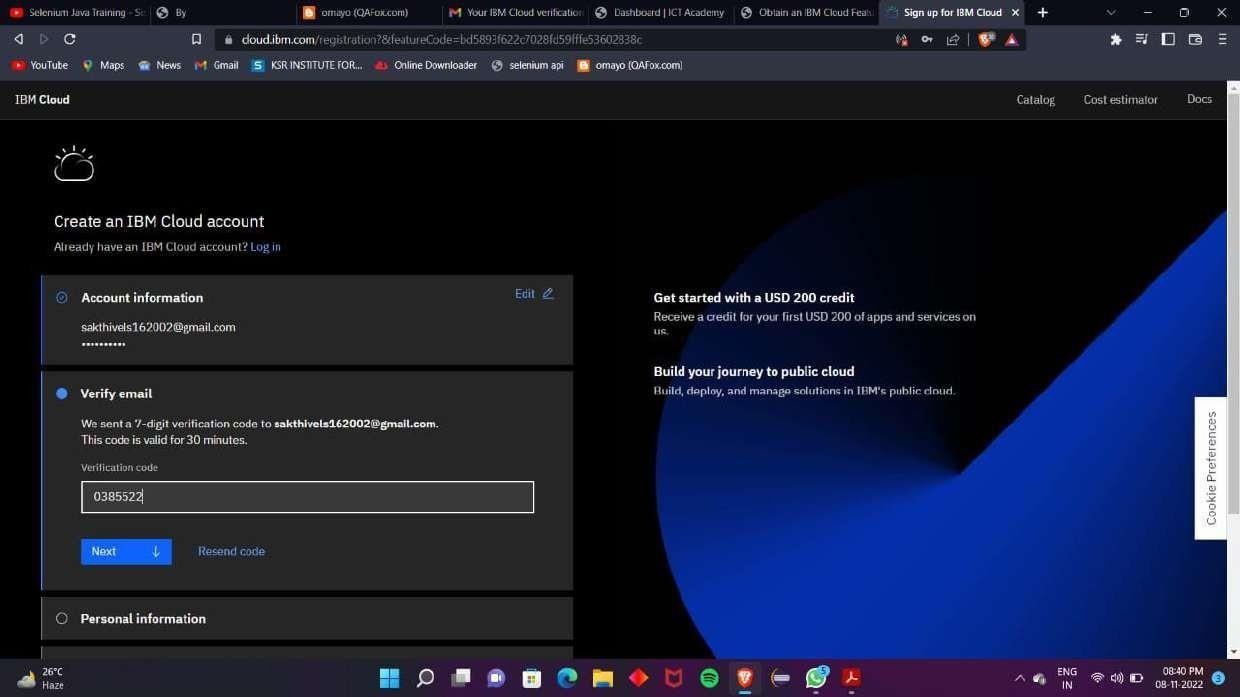 Selenium Java Training - Se
By
omayo (QAFox.com)
Your IBM Cloud verification
Dashboard | ICT Academy
Obtain an IBM Cloud Featu
Sign up for IBM Cloud
cloud.ibm.com/registration?&featureCode=bd5893f622c7028fd59fffe53602838c
YouTube
Maps
News
Gmail
KSR INSTITUTE FOR...
Online Downloader
selenium api
omayo (QAFox.com)
IBM Cloud
Catalog
Cost estimator
Docs
Create an IBM Cloud account
Already have an IBM Cloud account? Log in
Account information
Edit
sakthivels162002@gmail.com
••••••••••
Verify email
We sent a 7-digit verification code to sakthivels162002@gmail.com.
This code is valid for 30 minutes.
Verification code
0385522
Next
Resend code
Personal information
Get started with a USD 200 credit
Receive a credit for your first USD 200 of apps and services on
us.
Build your journey to public cloud
Build, deploy, and manage solutions in IBM's public cloud.
Cookie Preferences
26°C
Haze
5
ENG
IN
08:40 PM
08-11-2022
3